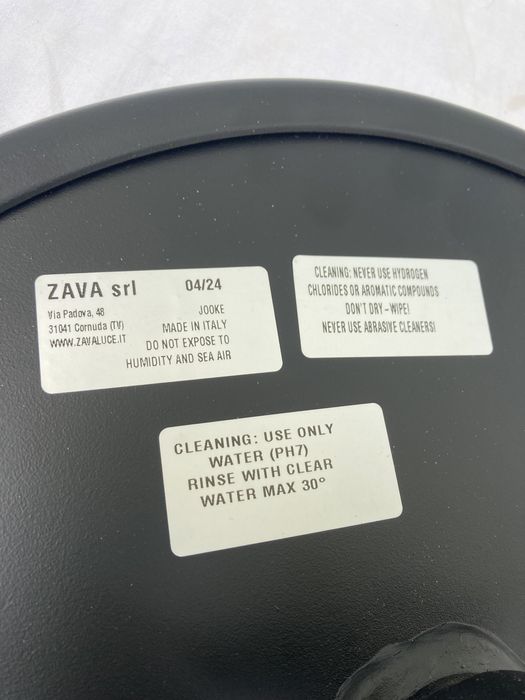 ZAVA srl 04/24
Via Padova, 48 JOOKE
31041 Cornuda (TV) MADE IN ITALY
WWW.ZAVALUCE.IT DO NOT EXPOSE TO
HUMIDITY AND SEA AIR
CLEANING: NEVER USE HYDROGEN
CHLORIDES OR AROMATIC COMPOUNDS
DON'T DRY-WIPE!
NEVER USE ABRASIVE CLEANERS!
CLEANING: USE ONLY
WATER (PH7)
RINSE WITH CLEAR
WATER MAX 30°